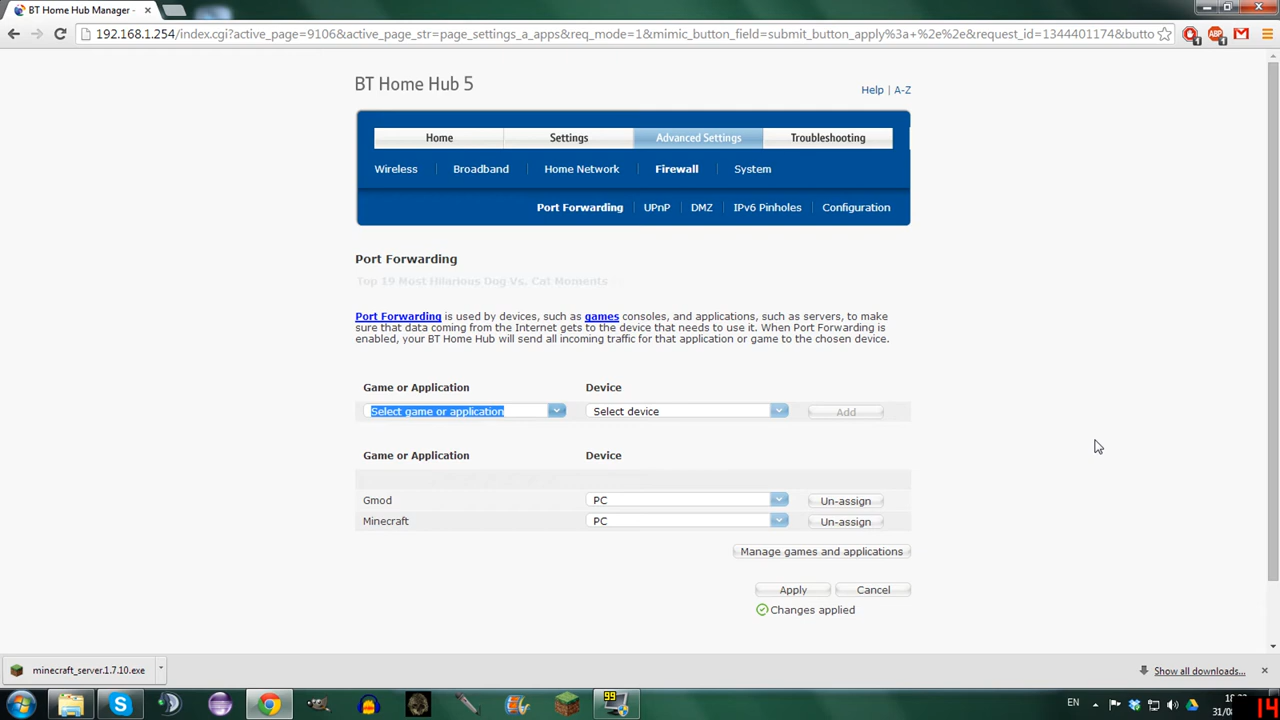 BT Home Hub Manager -
192.168.1.254/index.cgi?active_page=9106&active_page_str=page_settings_a_apps&req_mode=1&mimic_button_field=submit_button_apply%3a+%2e%2e&request_id=1344401174&butto
BT Home Hub 5
Help | A-Z
Home Settings Advanced Settings Troubleshooting
Wireless Broadband Home Network Firewall System
Port Forwarding UPnP DMZ IPv6 Pinholes Configuration
Port Forwarding
Top 19 Most Hilarious Dog Vs. Cat Moments
Port Forwarding is used by devices, such as games consoles, and applications, such as servers, to make
sure that data coming from the Internet gets to the device that needs to use it. When Port Forwarding is
enabled, your BT Home Hub will send all incoming traffic for that application or game to the chosen device.
Game or Application Device
Select game or application Select device Add
Game or Application Device
Gmod PC Un-assign
Minecraft PC Un-assign
Manage games and applications
Apply Cancel
Changes applied
minecraft_server.1.7.10.exe
Show all downloads...
99
EN
14